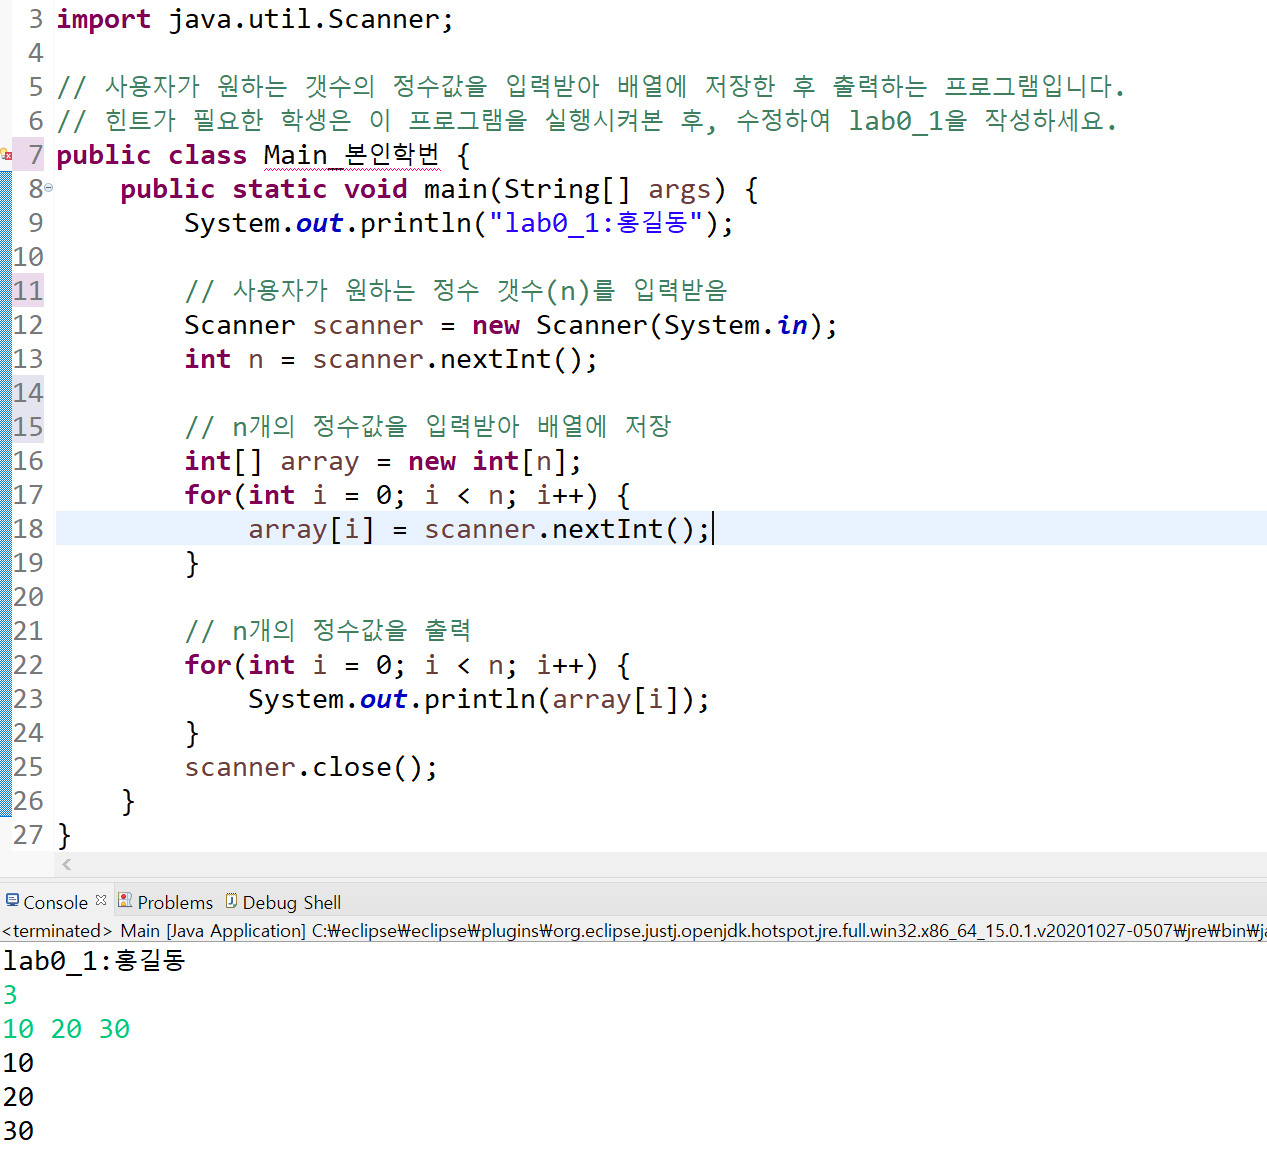 3 import java.util.Scanner;
4
5 // 사용자가 원하는 갯수의 정수값을 입력받아 배열에 저장한 후 출력하는 프로그램입니다.
6 // 힌트가 필요한 학생은 이 프로그램을 실행시켜본 후, 수정하여 lab0_1을 작성하세요.
7 public class Main_본인학번 {
8     public static void main(String[] args) {
9         System.out.println("lab0_1:홍길동");
10
11         // 사용자가 원하는 정수 갯수(n)를 입력받음
12         Scanner scanner = new Scanner(System.in);
13         int n = scanner.nextInt();
14
15         // n개의 정수값을 입력받아 배열에 저장
16         int[] array = new int[n];
17         for(int i = 0; i < n; i++) {
18             array[i] = scanner.nextInt();
19         }
20
21         // n개의 정수값을 출력
22         for(int i = 0; i < n; i++) {
23             System.out.println(array[i]);
24         }
25         scanner.close();
26     }
27 }
Console Problems Debug Shell
<terminated> Main [Java Application] C:₩eclipse₩eclipse₩plugins₩org.eclipse.justj.openjdk.hotspot.jre.full.win32.x86_64_15.0.1.v20201027-0507₩jre₩bin₩ja
lab0_1:홍길동
3
10 20 30
10
20
30